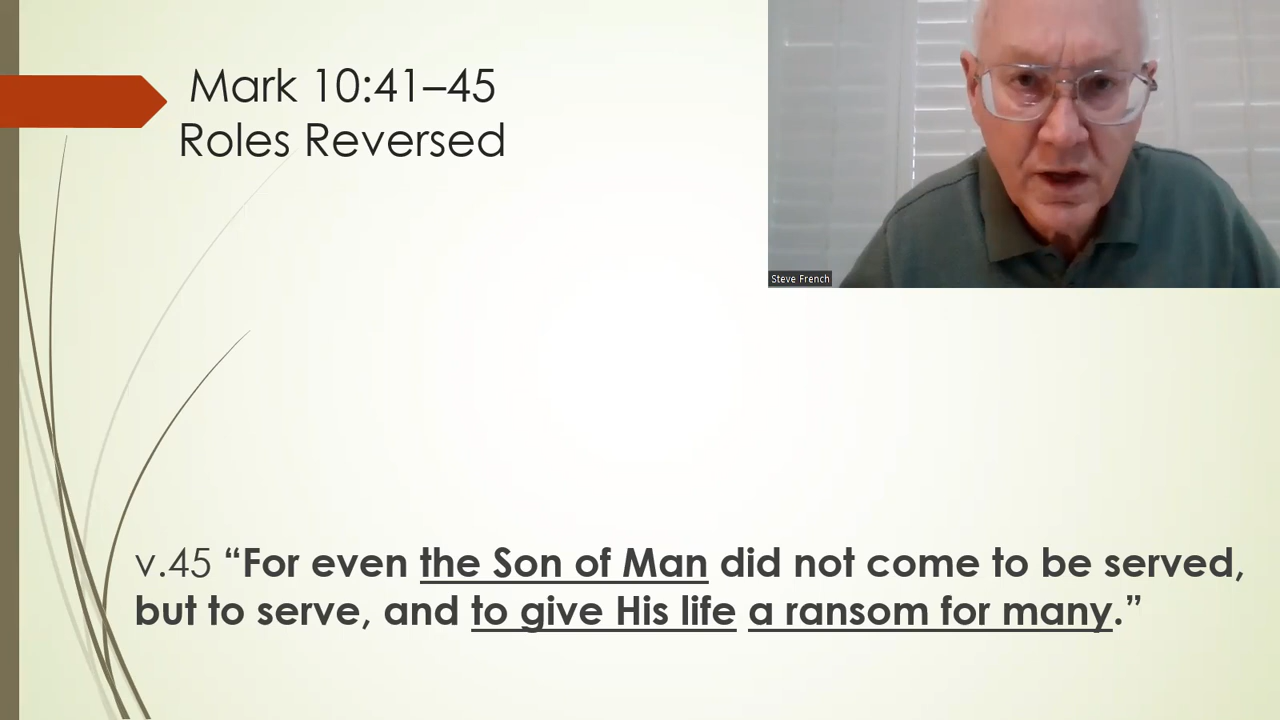 Mark 10:41–45
Roles Reversed
Steve French
v.45 “For even the Son of Man did not come to be served,
but to serve, and to give His life a ransom for many.”